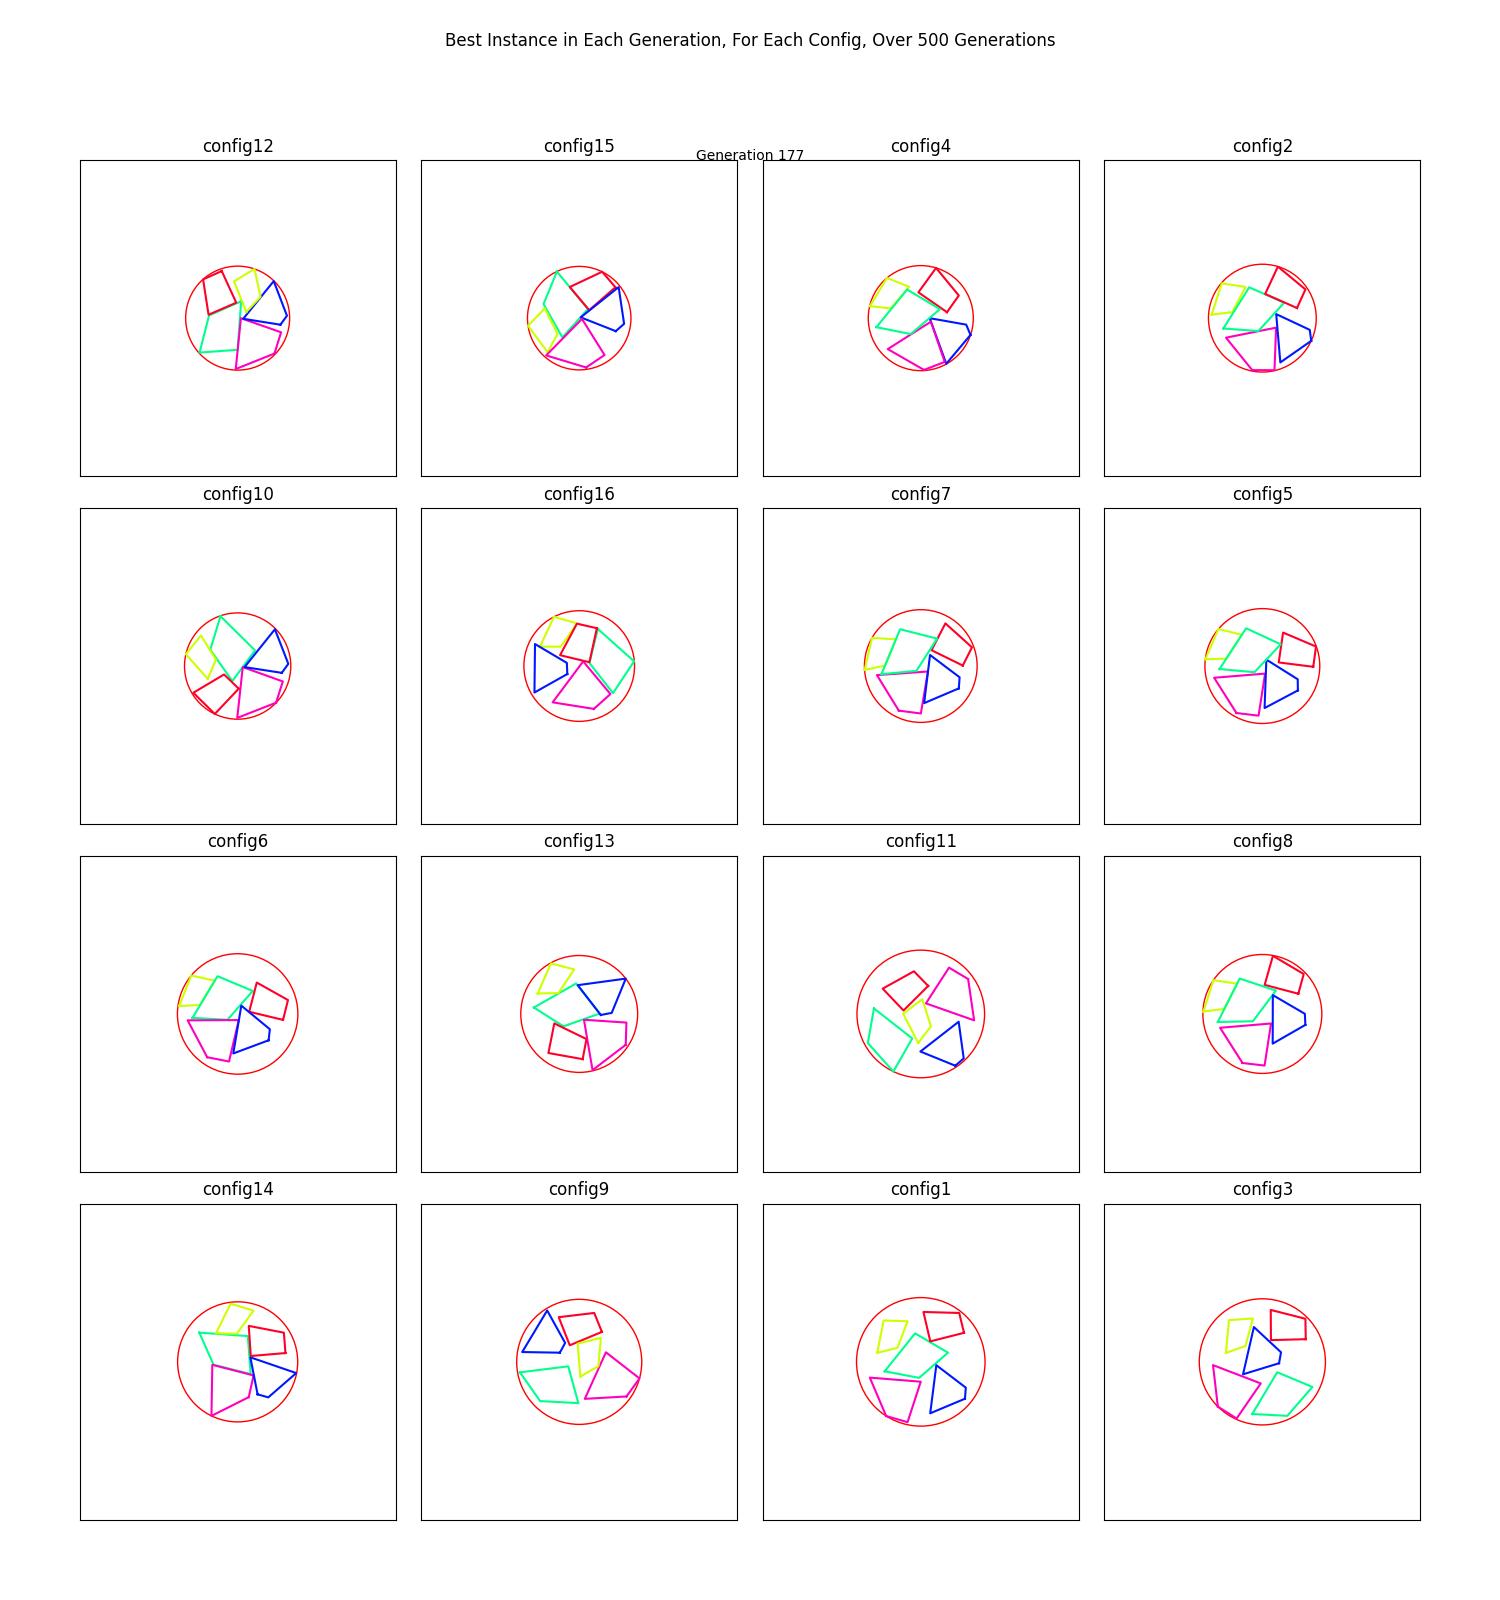 Best Instance in Each Generation, For Each Config, Over 500 Generations
Generation 177
config12
config15
config4
config2
config10
config16
config7
config5
config6
config13
config11
config8
config14
config9
config1
config3